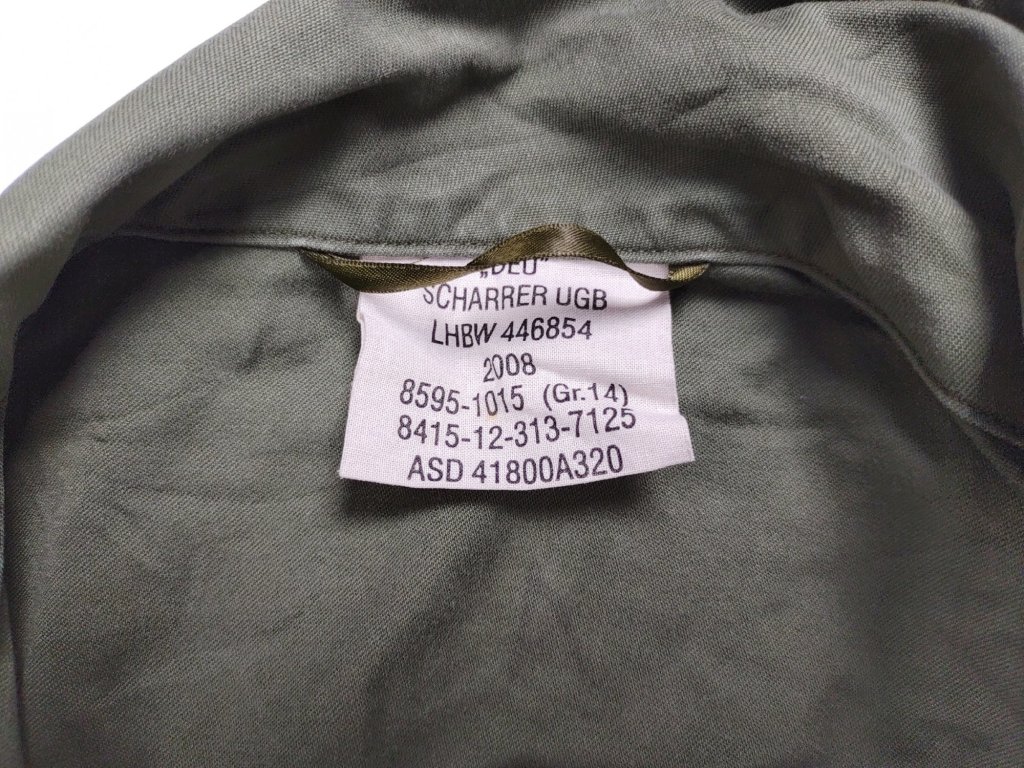 „DEU“
SCHARRER UGB
LHBW 446854
2008
8595-1015 (Gr.14)
8415-12-313-7125
ASD 41800A320